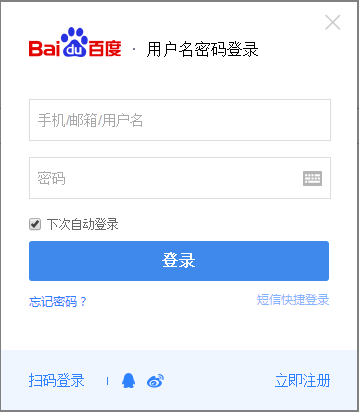 Bai du 百度 · 用户名密码登录
手机/邮箱/用户名
密码
下次自动登录
登录
忘记密码？ 短信快捷登录
扫码登录 立即注册